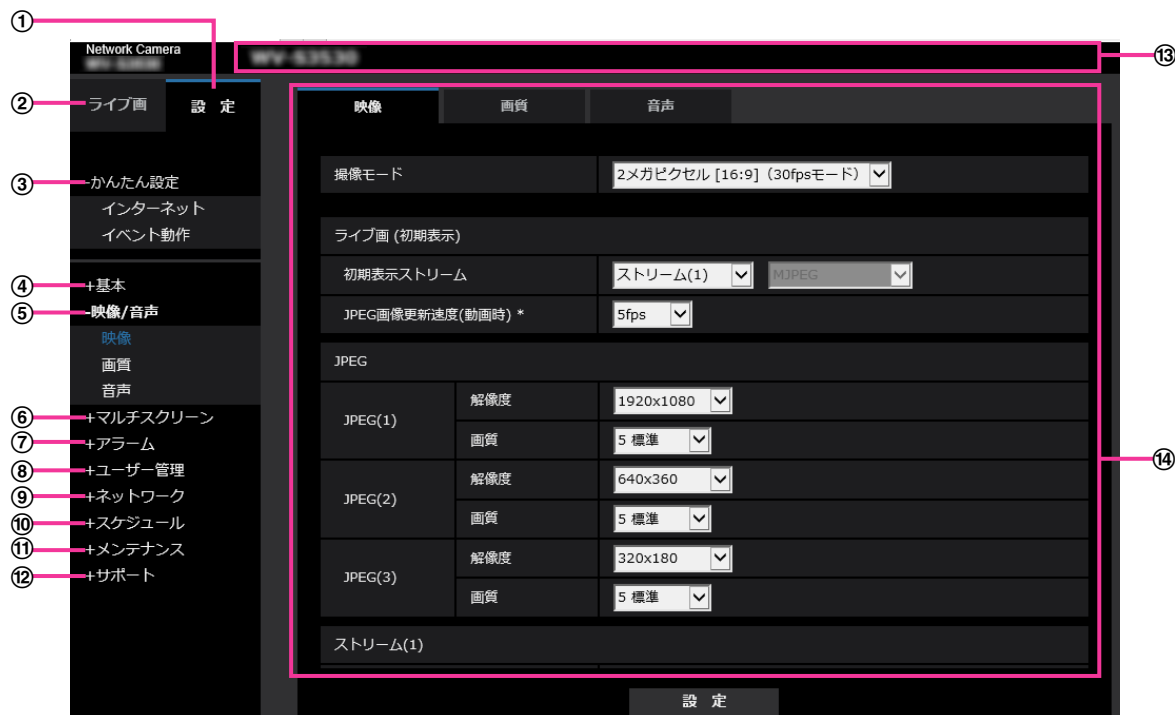 ①
Network Camera
WV-S3530
⑬
② ライブ画 設 定
映像 画質 音声
撮像モード 2メガピクセル [16:9]（30fpsモード）
③ -かんたん設定
インターネット
イベント動作
ライブ画 (初期表示)
初期表示ストリーム ストリーム(1) MJPEG
JPEG画像更新速度(動画時) * 5fps
④ +基本
⑤ -映像/音声
映像
画質
音声
⑥ +マルチスクリーン
⑦ +アラーム
⑧ +ユーザー管理
⑨ +ネットワーク
⑩ +スケジュール
⑪ +メンテナンス
⑫ +サポート
JPEG
JPEG(1) 解像度 1920x1080
画質 5 標準
⑭
JPEG(2) 解像度 640x360
画質 5 標準
JPEG(3) 解像度 320x180
画質 5 標準
ストリーム(1)
設 定